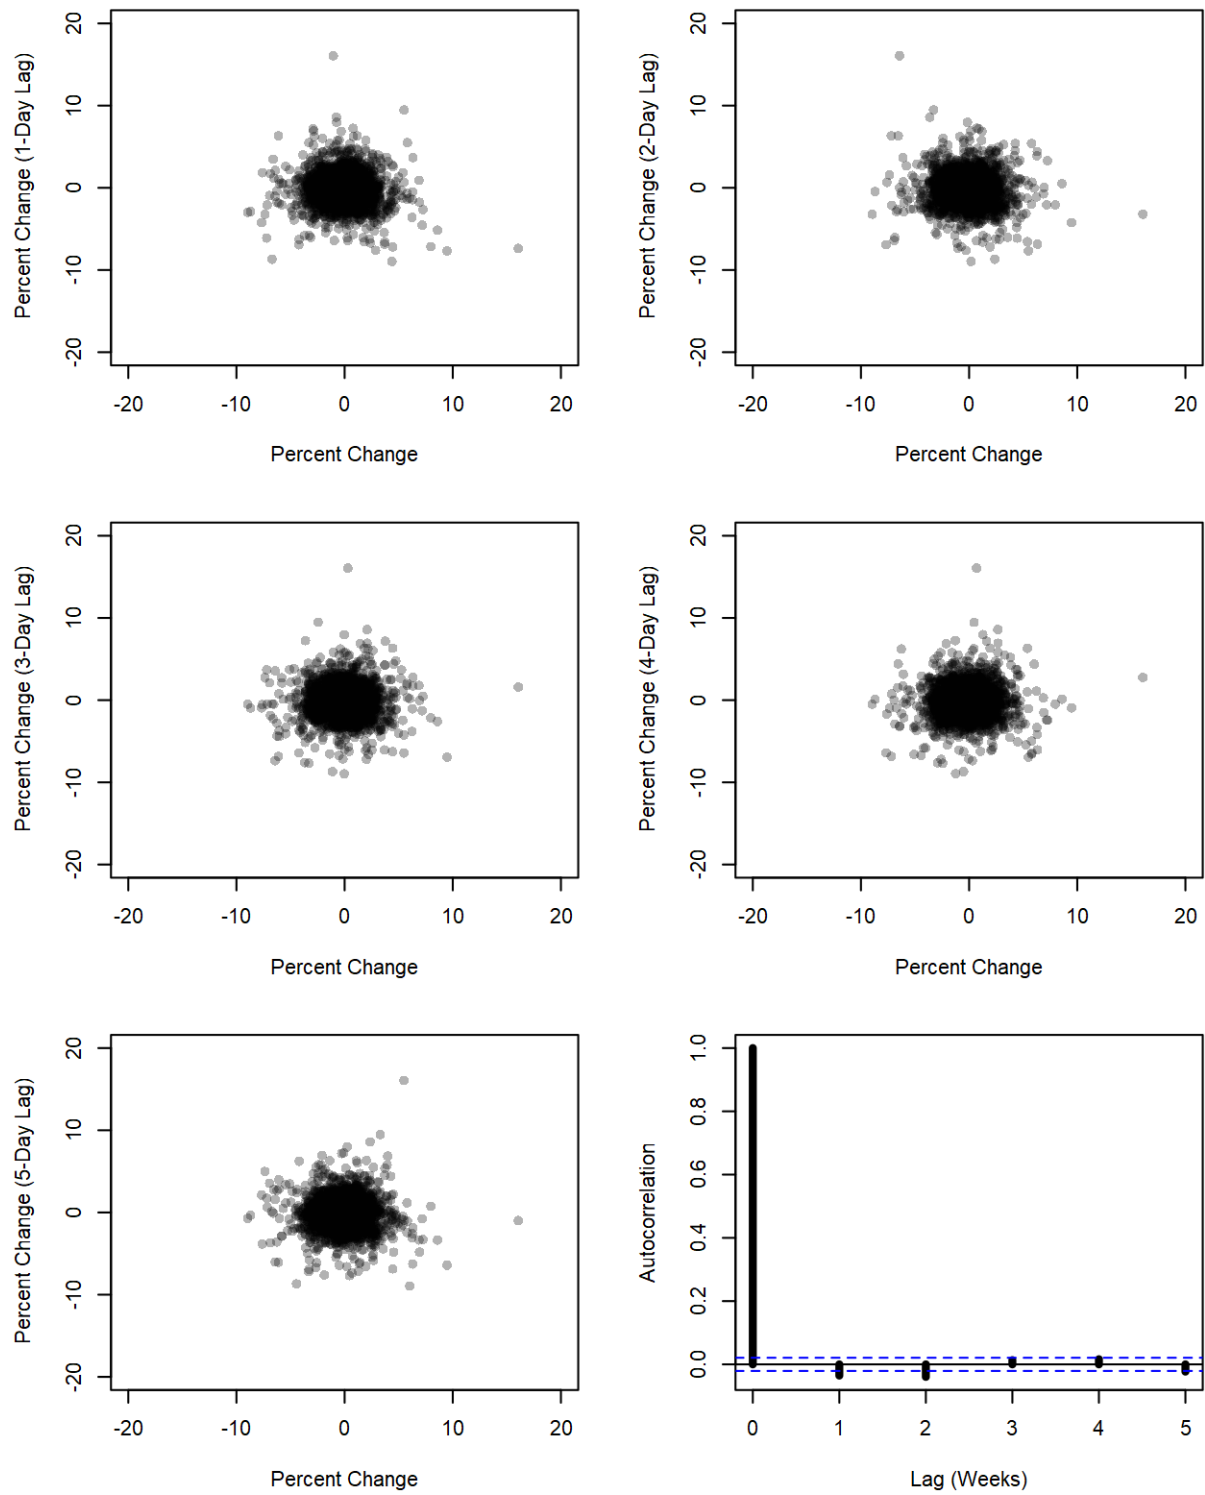 20
10
0
-10
-20
Percent Change (1-Day Lag)
-20 -10 0 10 20
Percent Change
20
10
0
-10
-20
Percent Change (2-Day Lag)
-20 -10 0 10 20
Percent Change
20
10
0
-10
-20
Percent Change (3-Day Lag)
-20 -10 0 10 20
Percent Change
20
10
0
-10
-20
Percent Change (4-Day Lag)
-20 -10 0 10 20
Percent Change
20
10
0
-10
-20
Percent Change (5-Day Lag)
-20 -10 0 10 20
Percent Change
1.0
0.8
0.6
0.4
0.2
0.0
Autocorrelation
0 1 2 3 4 5
Lag (Weeks)